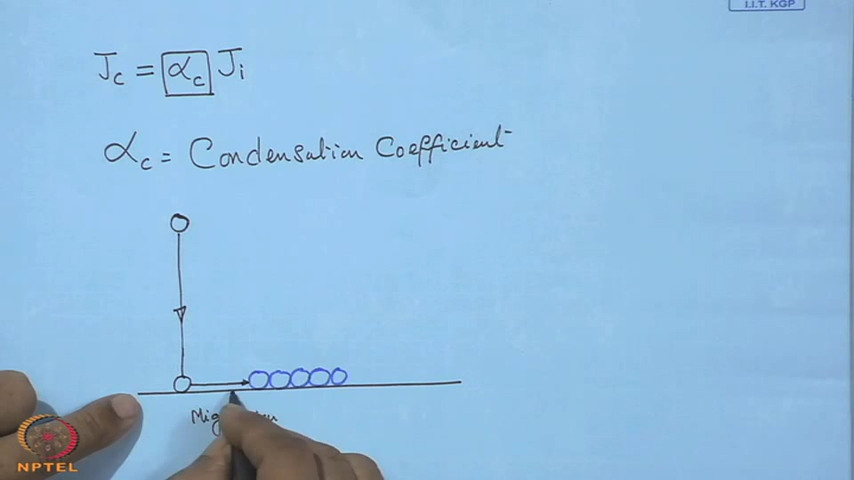 I.I.T. KGP
J_c = α_c J_i
α_c = Condensation Coefficient
NPTEL